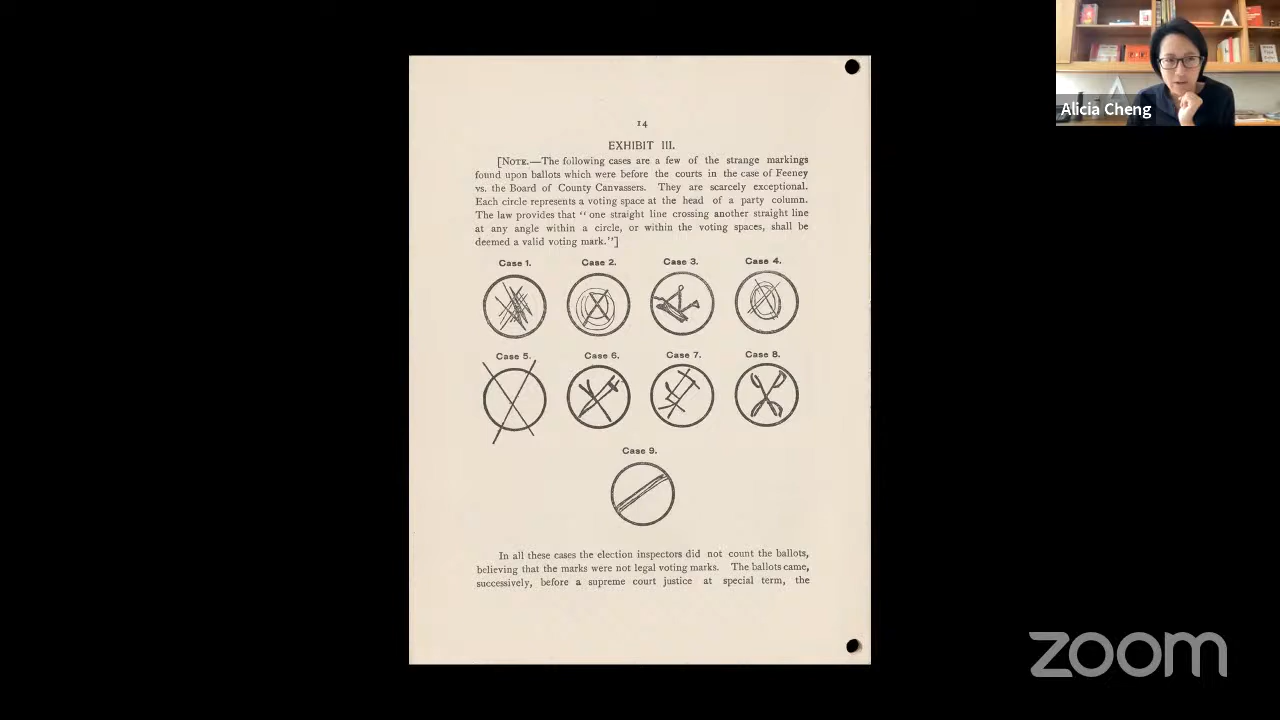 Alicia Cheng
14
EXHIBIT III.
[NOTE.—The following cases are a few of the strange markings
found upon ballots which were before the courts in the case of Feeney
vs. the Board of County Canvassers. They are scarcely exceptional.
Each circle represents a voting space at the head of a party column.
The law provides that “one straight line crossing another straight line
at any angle within a circle, or within the voting spaces, shall be
deemed a valid voting mark.”]
Case 1. Case 2. Case 3. Case 4.
Case 5. Case 6. Case 7. Case 8.
Case 9.
In all these cases the election inspectors did not count the ballots,
believing that the marks were not legal voting marks. The ballots came,
successively, before a supreme court justice at special term, the
zoom